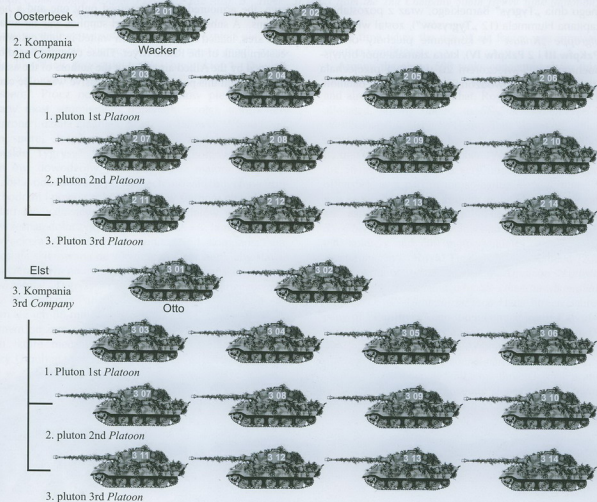 Oosterbeek
2 01
2 02
Wacker
2. Kompania
2nd Company
2 03
2 04
2 05
2 06
1. pluton 1st Platoon
2 07
2 08
2 09
2 10
2. pluton 2nd Platoon
2 11
2 12
2 13
2 14
3. Pluton 3rd Platoon
Elst
3 01
3 02
Otto
3. Kompania
3rd Company
3 03
3 04
3 05
3 06
1. Pluton 1st Platoon
3 07
3 08
3 09
3 10
2. pluton 2nd Platoon
3 11
3 12
3 13
3 14
3. pluton 3rd Platoon